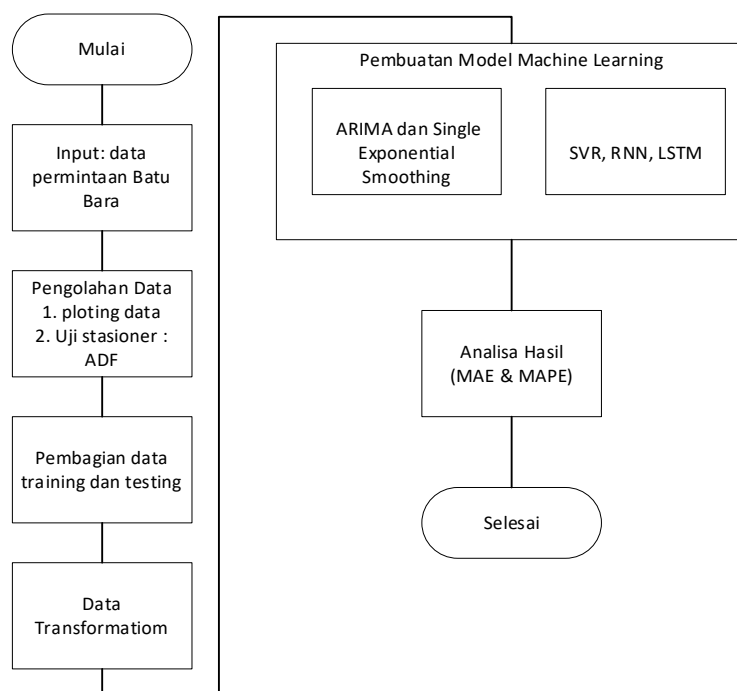 Mulai
Input: data
permintaan Batu
Bara
Pengolahan Data
1. ploting data
2. Uji stasioner :
ADF
Pembagian data
training dan testing
Data
Transformatiom
Pembuatan Model Machine Learning
ARIMA dan Single
Exponential
Smoothing
SVR, RNN, LSTM
Analisa Hasil
(MAE & MAPE)
Selesai